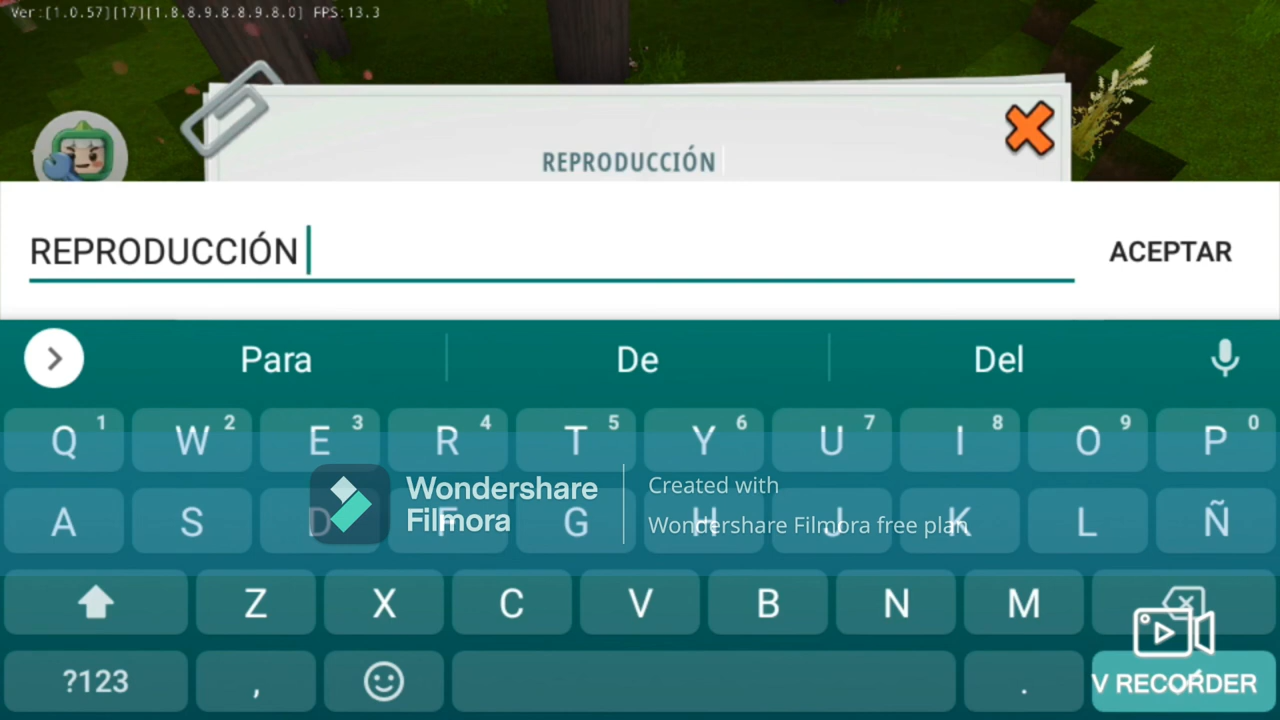 Ver:[1.0.57][17][1.8.8.9.8.8.9.8.0] FPS:13.3
REPRODUCCIÓN
REPRODUCCIÓN
ACEPTAR
Para De Del
Q 1 W 2 E 3 R 4 T 5 Y 6 U 7 I 8 O 9 P 0
Wondershare
Filmora
Created with
Wondershare Filmora free plan
A S D F G H J K L Ñ
Z X C V B N M
?123 , .
V RECORDER